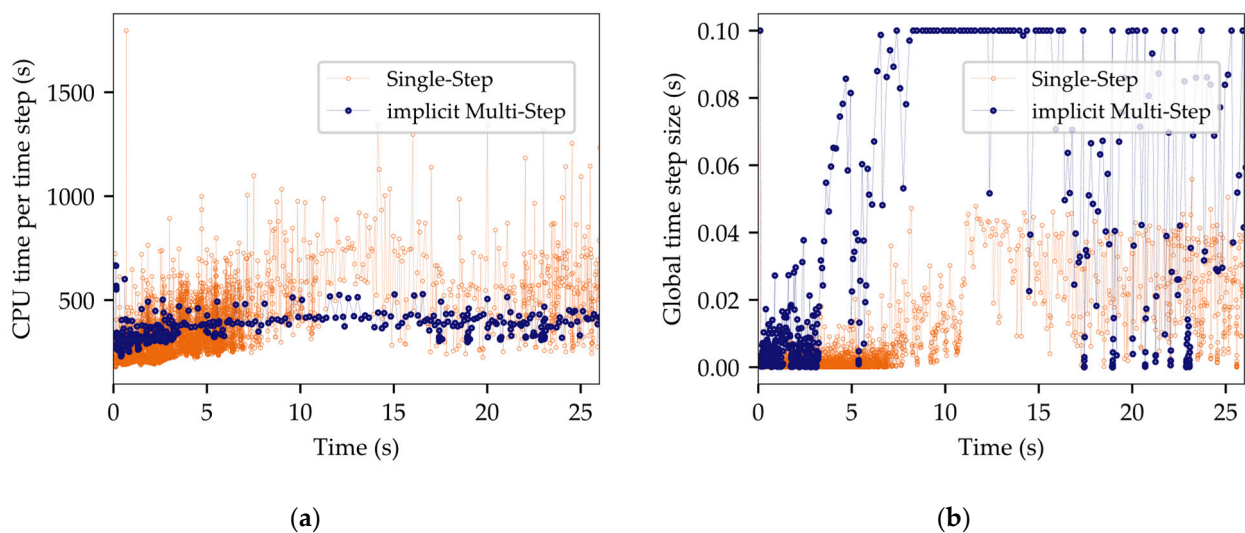 CPU time per time step (s)
1500
1000
500
0
5
10
15
20
25
Time (s)
Single-Step
implicit Multi-Step
(a)
Global time step size (s)
0.10
0.08
0.06
0.04
0.02
0.00
0
5
10
15
20
25
Time (s)
Single-Step
implicit Multi-Step
(b)